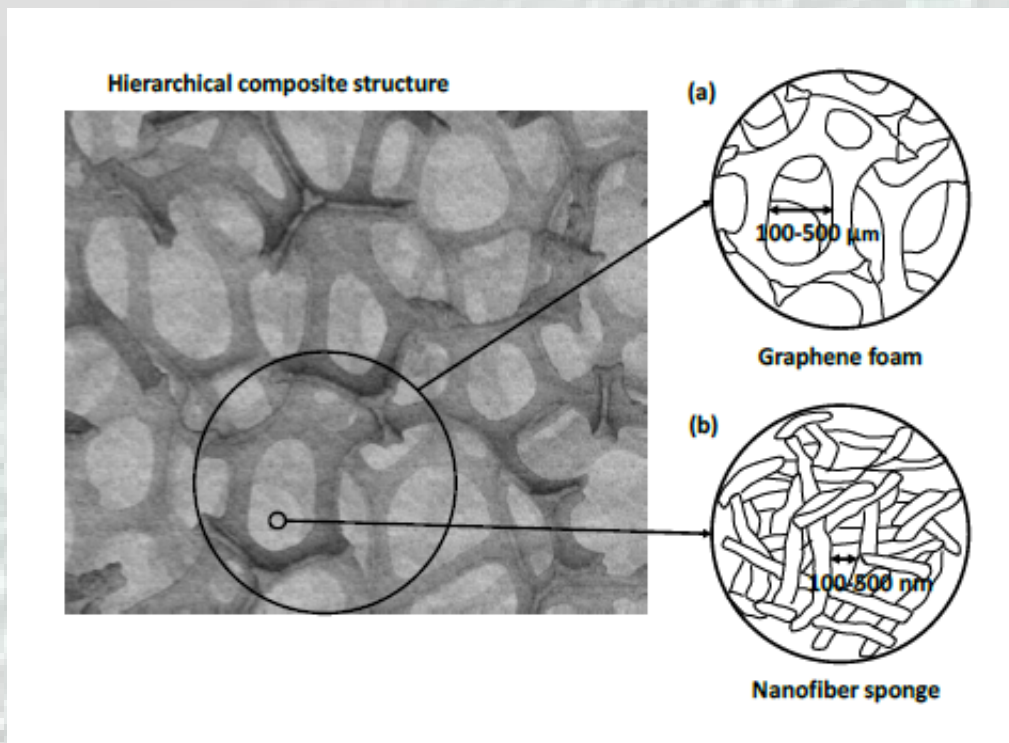 Hierarchical composite structure
(a)
100-500 μm
Graphene foam
(b)
100-500 nm
Nanofiber sponge